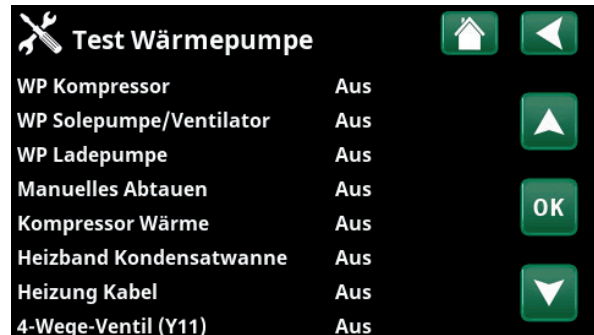 Test Wärmepumpe
WP Kompressor Aus
WP Solepumpe/Ventilator Aus
WP Ladepumpe Aus
Manuelles Abtauen Aus
OK
Kompressor Wärme Aus
Heizband Kondensatwanne Aus
Heizung Kabel Aus
4-Wege-Ventil (Y11) Aus